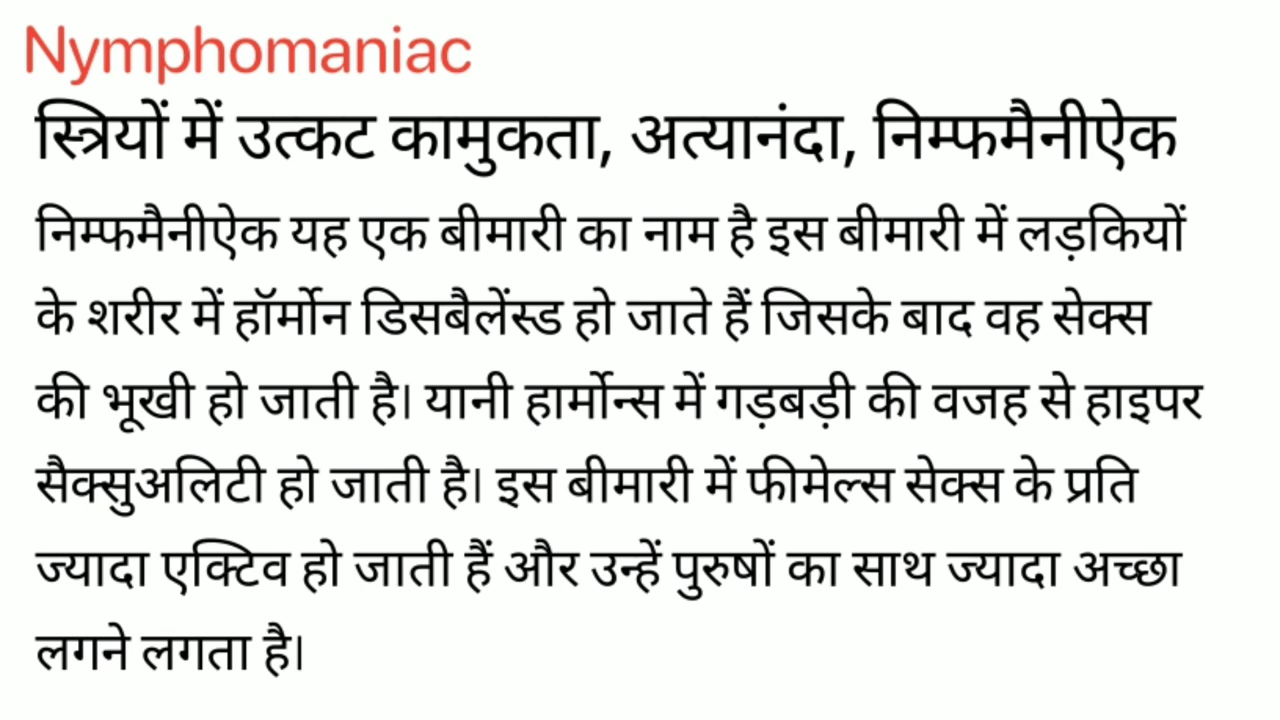 Nymphomaniac
स्त्रियों में उत्कट कामुकता, अत्यानंदा, निम्फमैनीऐक
निम्फमैनीऐक यह एक बीमारी का नाम है इस बीमारी में लड़कियों
के शरीर में हॉर्मोन डिसबैलेंस्ड हो जाते हैं जिसके बाद वह सेक्स
की भूखी हो जाती है। यानी हार्मोन्स में गड़बड़ी की वजह से हाइपर
सैक्सुअलिटी हो जाती है। इस बीमारी में फीमेल्स सेक्स के प्रति
ज्यादा एक्टिव हो जाती हैं और उन्हें पुरुषों का साथ ज्यादा अच्छा
लगने लगता है।